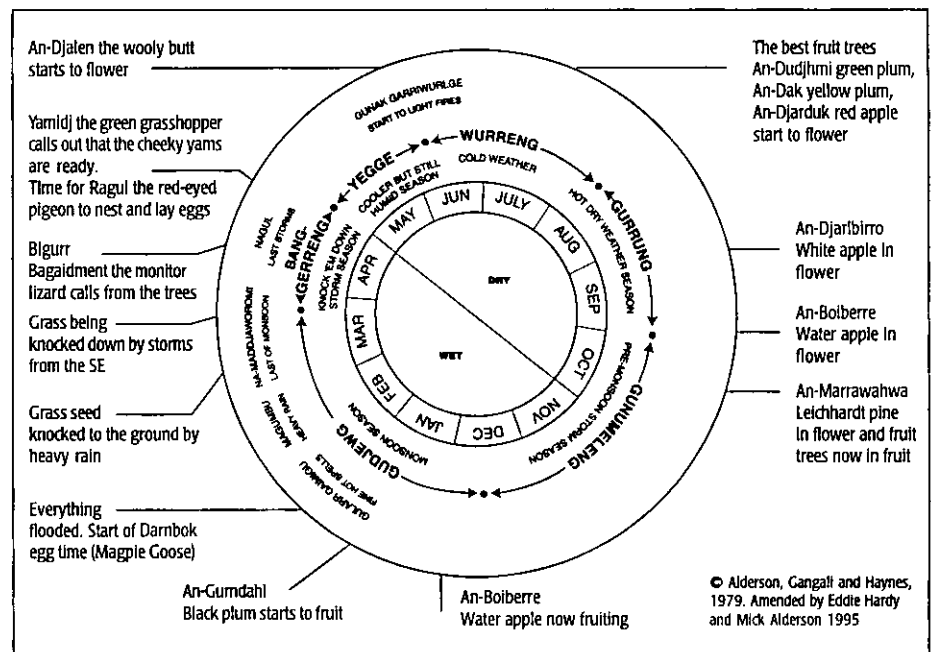 An-Djalen the wooly butt
starts to flower
Yamidj the green grasshopper
calls out that the cheeky yams
are ready.
Time for Ragul the red-eyed
pigeon to nest and lay eggs
Bigurr
Bagaidment the monitor
lizard calls from the trees
Grass being
knocked down by storms
from the SE
Grass seed
knocked to the ground by
heavy rain
Everything
flooded. Start of Darnbok
egg time (Magpie Goose)
An-Gumdahl
Black plum starts to fruit
An-Boiberre
Water apple now fruiting
The best fruit trees
An-Dudjhmi green plum,
An-Dak yellow plum,
An-Djarduk red apple
start to flower
An-Djarlbirro
White apple in
flower
An-Boiberre
Water apple in
flower
An-Marrawahwa
Leichhardt pine
in flower and fruit
trees now in fruit
GUNAK GARRIWURLGE
START TO LIGHT FIRES
WURRENG
COLD WEATHER
GURRUNG
HOT DRY WEATHER SEASON
GUNUMELENG
PRE-MONSOON STORM SEASON
GUDJEWG
MONSOON SEASON
GULARR GAIMIGU
FINE HOT SPELLS
MAGUMBU
HEAVY RAIN
NA-MADDJAWOROMI
LAST OF MONSOON
BANG-
GERRENG
KNOCK 'EM DOWN
STORM SEASON
NAGUL
LAST STORMS
YEGGE
COOLER BUT STILL
HUMID SEASON
JUN
JULY
AUG
SEP
OCT
NOV
DEC
JAN
FEB
MAR
APR
MAY
DRY
WET
© Alderson, Gangali and Haynes,
1979. Amended by Eddie Hardy
and Mick Alderson 1995